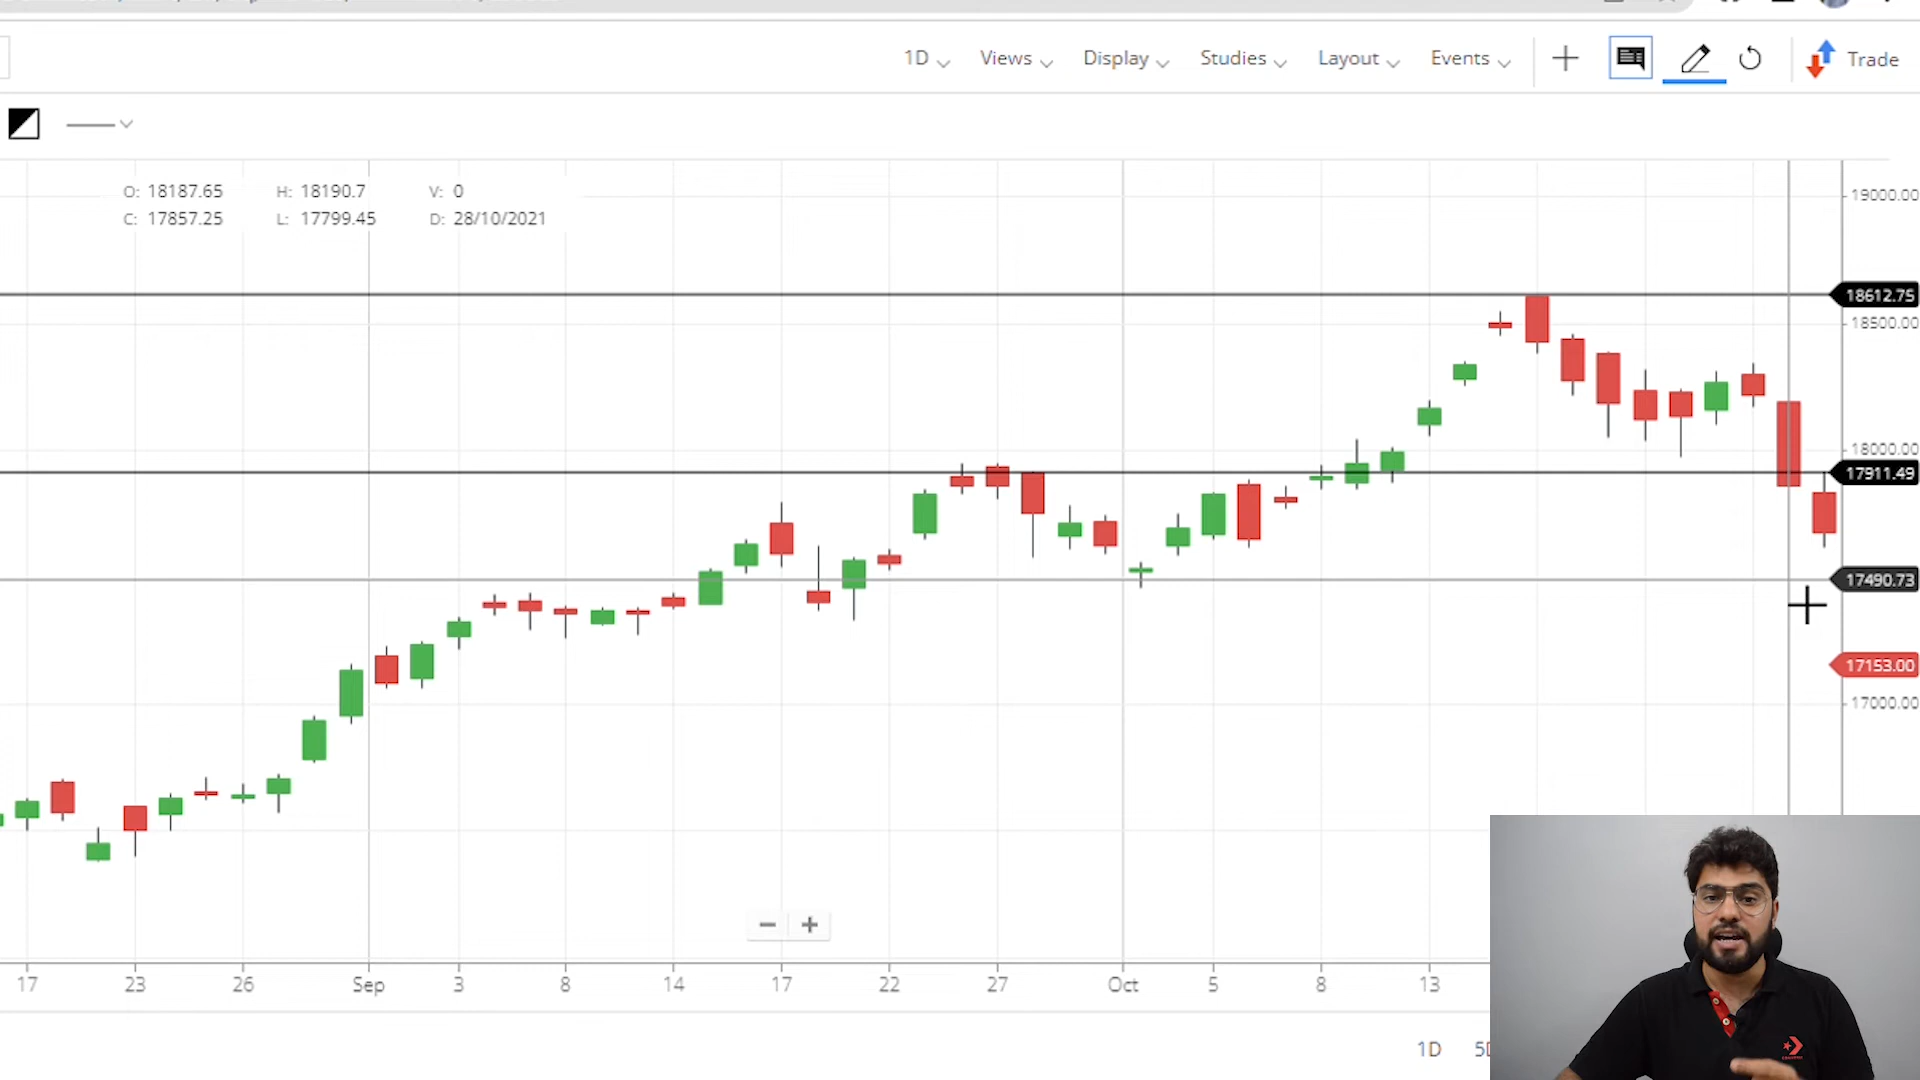 1D Views Display Studies Layout Events Trade
O: 18187.65 H: 18190.7 V: 0
C: 17857.25 L: 17799.45 D: 28/10/2021
19000.00
18612.75
18500.00
18000.00
17911.49
17490.73
17153.00
17000.00
17 23 26 Sep 3 8 14 17 22 27 Oct 5 8 13
1D 5D